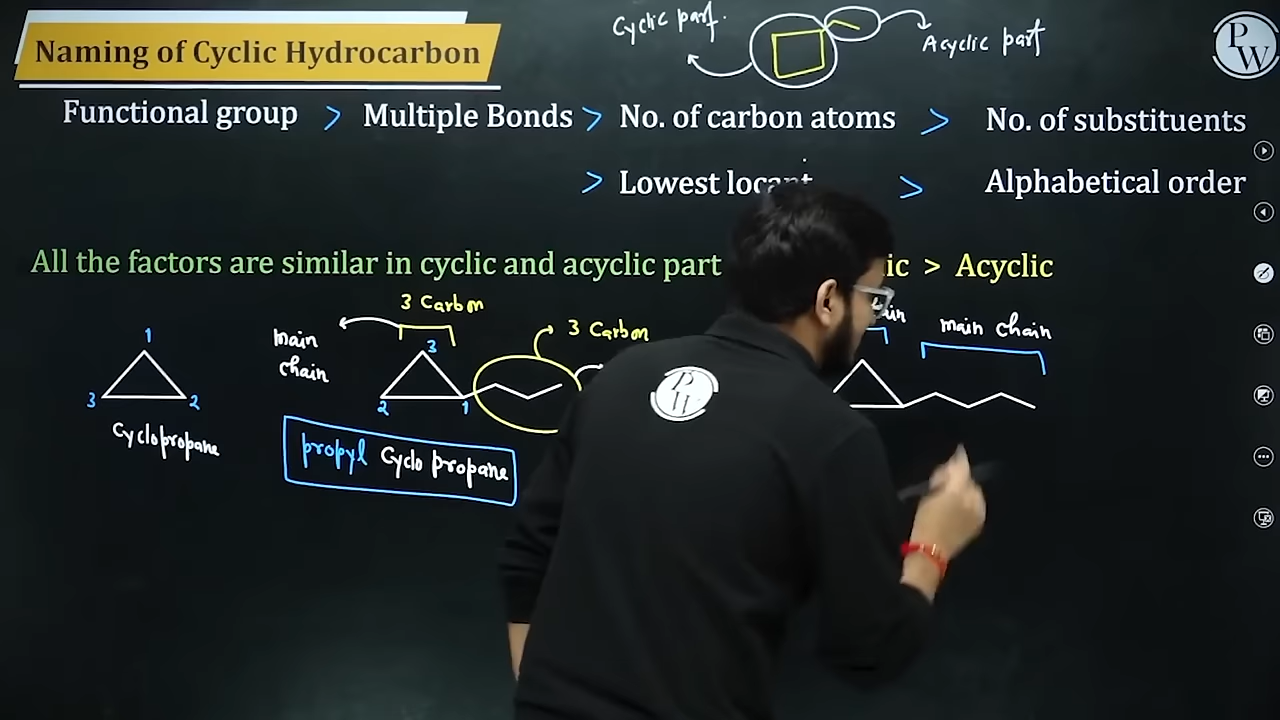 Cyclic part.
Acyclic part
PW
Naming of Cyclic Hydrocarbon
Functional group > Multiple Bonds > No. of carbon atoms > No. of substituents
> Lowest locant > Alphabetical order
All the factors are similar in cyclic and acyclic part > Acyclic
3 Carbon
3 Carbon
main chain
main
chain
1
3 2
3
2 1
Cyclopropane
propyl Cyclo propane
PW